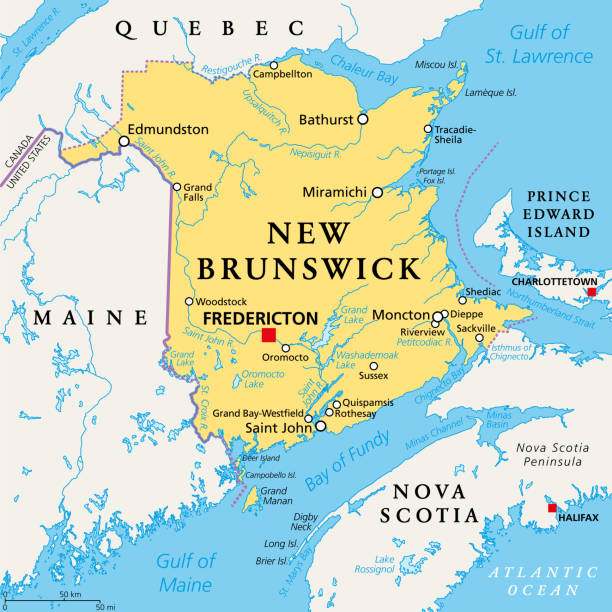 QUEBEC
Gulf of
St. Lawrence
Restigouche R.
Campbellton
Chaleur Bay
Miscou Isl.
Lamèque Isl.
Upsalquitch R.
Bathurst
Tracadie-
Sheila
Edmundston
CANADA
UNITED STATES
Saint John R.
Nepisiguit R.
Portage Isl.
Fox Isl.
Grand
Falls
Miramichi
PRINCE
EDWARD
ISLAND
NEW
BRUNSWICK
CHARLOTTETOWN
Northumberland Strait
Woodstock
Shediac
MAINE
FREDERICTON
Grand
Lake
Moncton
Dieppe
Riverview
Sackville
Petitcodiac R.
Saint John R.
Oromocto
Isthmus of
Chignecto
Grand
Lake
Washademoak
Lake
Oromocto
Lake
Sussex
Saint
John R.
Chignecto Bay
St. Croix R.
Quispamsis
Grand Bay-Westfield
Rothesay
Saint John
Minas Channel
Minas
Basin
Bay of Fundy
Nova Scotia
Peninsula
Deer Island
Campobello Isl.
Grand
Manan
NOVA
SCOTIA
HALIFAX
Digby
Neck
Long Isl.
Brier Isl.
St. Mary's Bay
Gulf of
Maine
Lake
Rossignol
ATLANTIC
OCEAN
0
50 km
50 mi